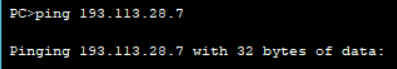 PC>ping 193.113.28.7
Pinging 193.113.28.7 with 32 bytes of data: